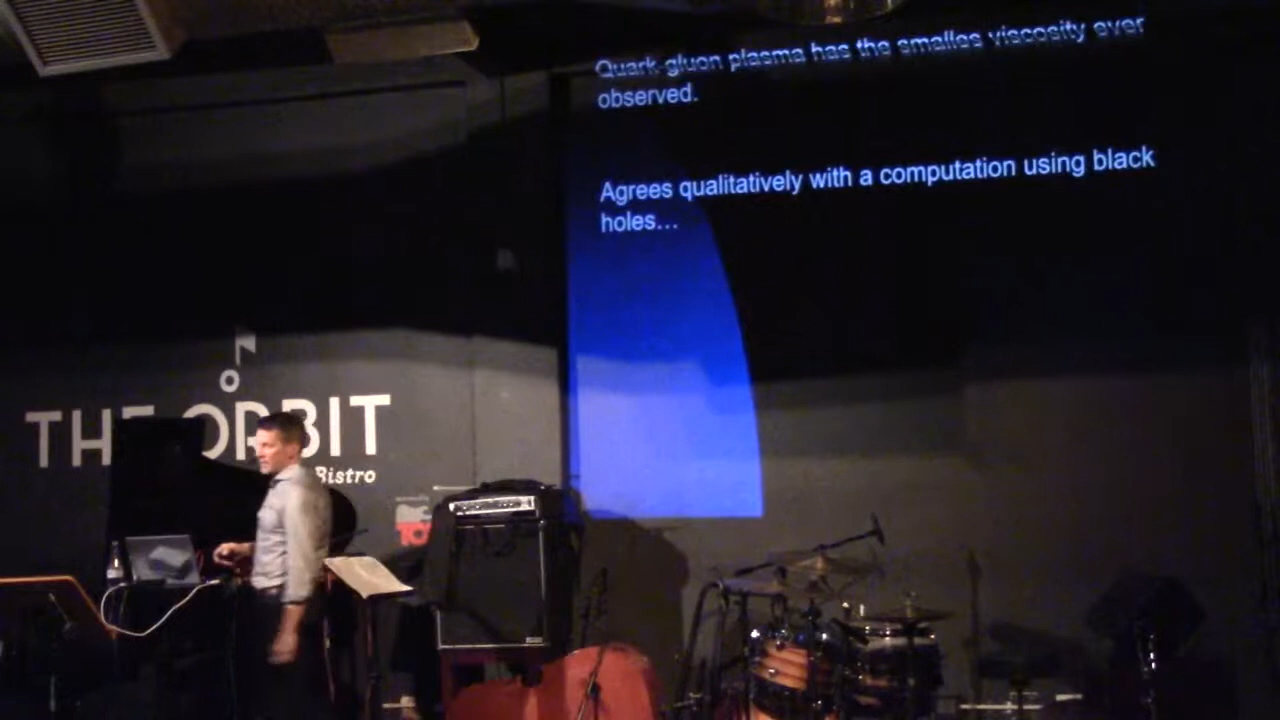 Quark-gluon plasma has the smalles viscosity ever
observed.
Agrees qualitatively with a computation using black
holes…
THE ORBIT
Bistro